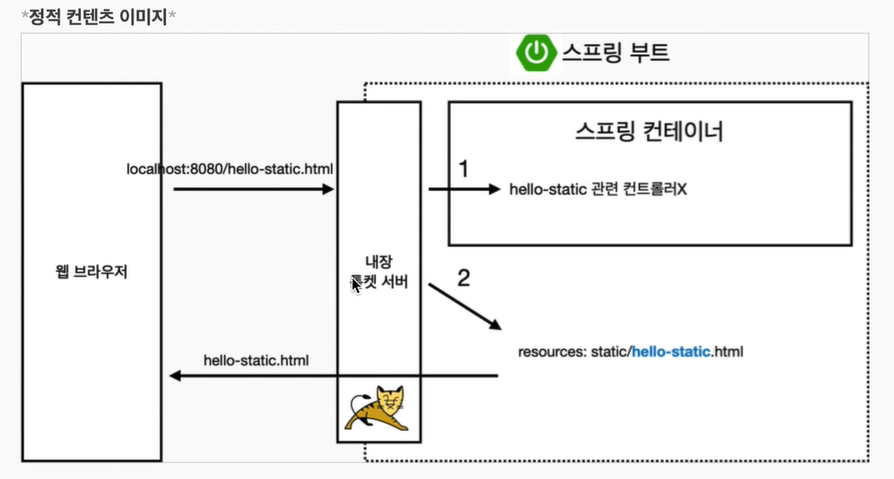 *정적 컨텐츠 이미지*
스프링 부트
스프링 컨테이너
localhost:8080/hello-static.html
1
hello-static 관련 컨트롤러X
웹 브라우저
내장
톰켓 서버
2
resources: static/hello-static.html
hello-static.html